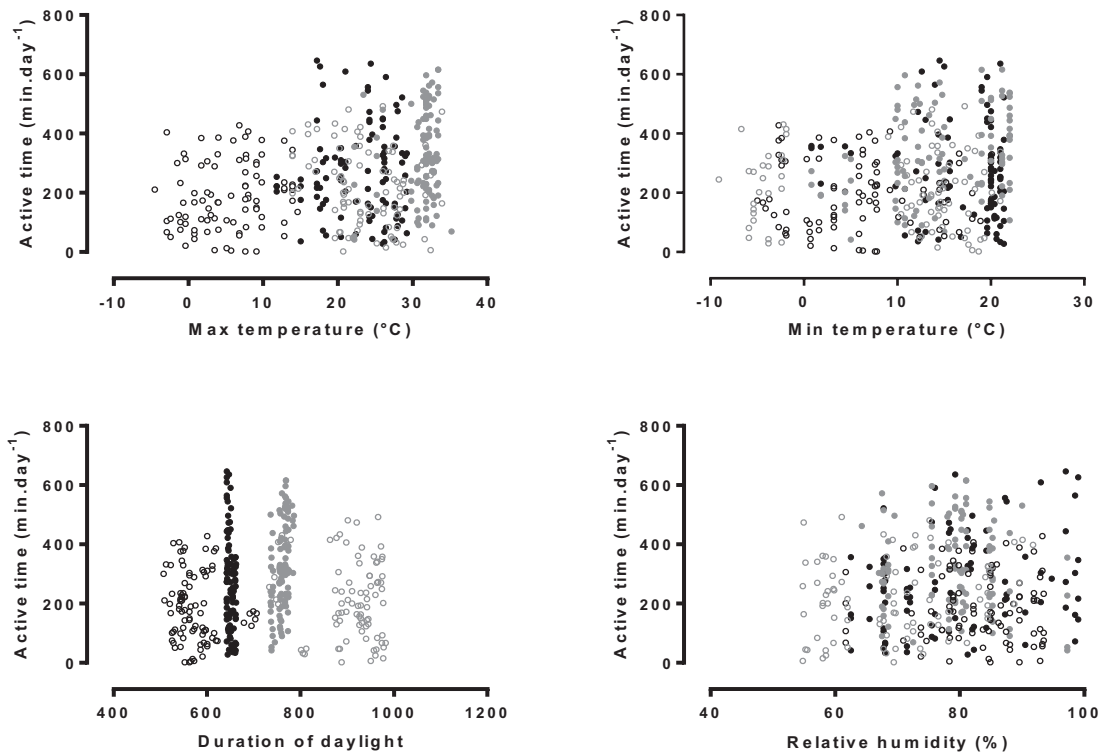 800
600
400
200
0
Active time (min.day-1)
-10 0 10 20 30 40
Max temperature (°C)
800
600
400
200
0
Active time (min.day-1)
-10 0 10 20 30
Min temperature (°C)
800
600
400
200
0
Active time (min.day-1)
400 600 800 1000 1200
Duration of daylight
800
600
400
200
0
Active time (min.day-1)
40 60 80 100
Relative humidity (%)